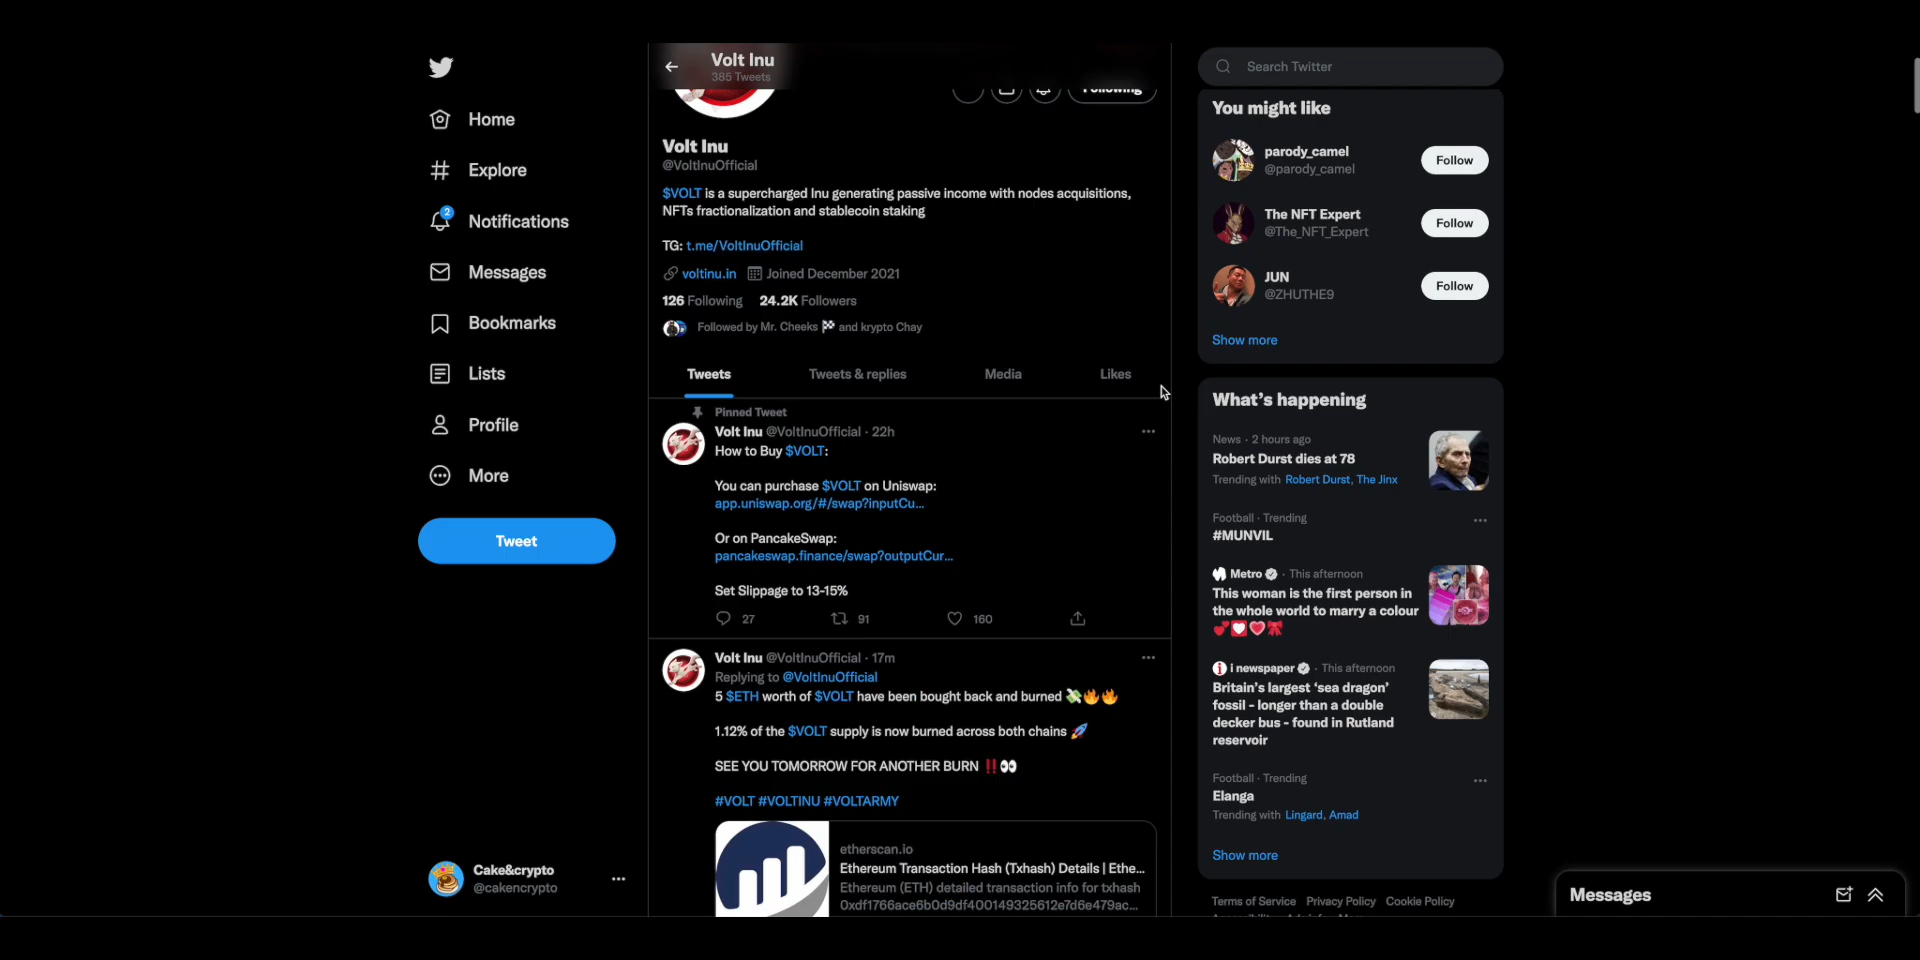 Home
Explore
2
Notifications
Messages
Bookmarks
Lists
Profile
More
Tweet
Cake&crypto
@cakencrypto
Volt Inu
385 Tweets
Following
Volt Inu
@VoltInuOfficial
$VOLT is a supercharged Inu generating passive income with nodes acquisitions,
NFTs fractionalization and stablecoin staking
TG: t.me/VoltInuOfficial
voltinu.in Joined December 2021
126 Following 24.2K Followers
Followed by Mr. Cheeks 🏁 and krypto Chay
Tweets Tweets & replies Media Likes
Pinned Tweet
Volt Inu @VoltInuOfficial · 22h
How to Buy $VOLT:
You can purchase $VOLT on Uniswap:
app.uniswap.org/#/swap?inputCu...
Or on PancakeSwap:
pancakeswap.finance/swap?outputCur...
Set Slippage to 13-15%
27 91 160
Volt Inu @VoltInuOfficial · 17m
Replying to @VoltInuOfficial
5 $ETH worth of $VOLT have been bought back and burned 💸🔥🔥
1.12% of the $VOLT supply is now burned across both chains 🚀
SEE YOU TOMORROW FOR ANOTHER BURN ‼️👀
#VOLT #VOLTINU #VOLTARMY
etherscan.io
Ethereum Transaction Hash (Txhash) Details | Ethe...
Ethereum (ETH) detailed transaction info for txhash
0xdf1766ace6b0d9df400149325612e7d6e479ac...
Search Twitter
You might like
parody_camel
@parody_camel
Follow
The NFT Expert
@The_NFT_Expert
Follow
JUN
@ZHUTHE9
Follow
Show more
What's happening
News · 2 hours ago
Robert Durst dies at 78
Trending with Robert Durst, The Jinx
Football · Trending
#MUNVIL
Metro · This afternoon
This woman is the first person in
the whole world to marry a colour
💕💟❤️🎀
i newspaper · This afternoon
Britain's largest 'sea dragon'
fossil - longer than a double
decker bus - found in Rutland
reservoir
Football · Trending
Elanga
Trending with Lingard, Amad
Show more
Terms of Service Privacy Policy Cookie Policy
Messages